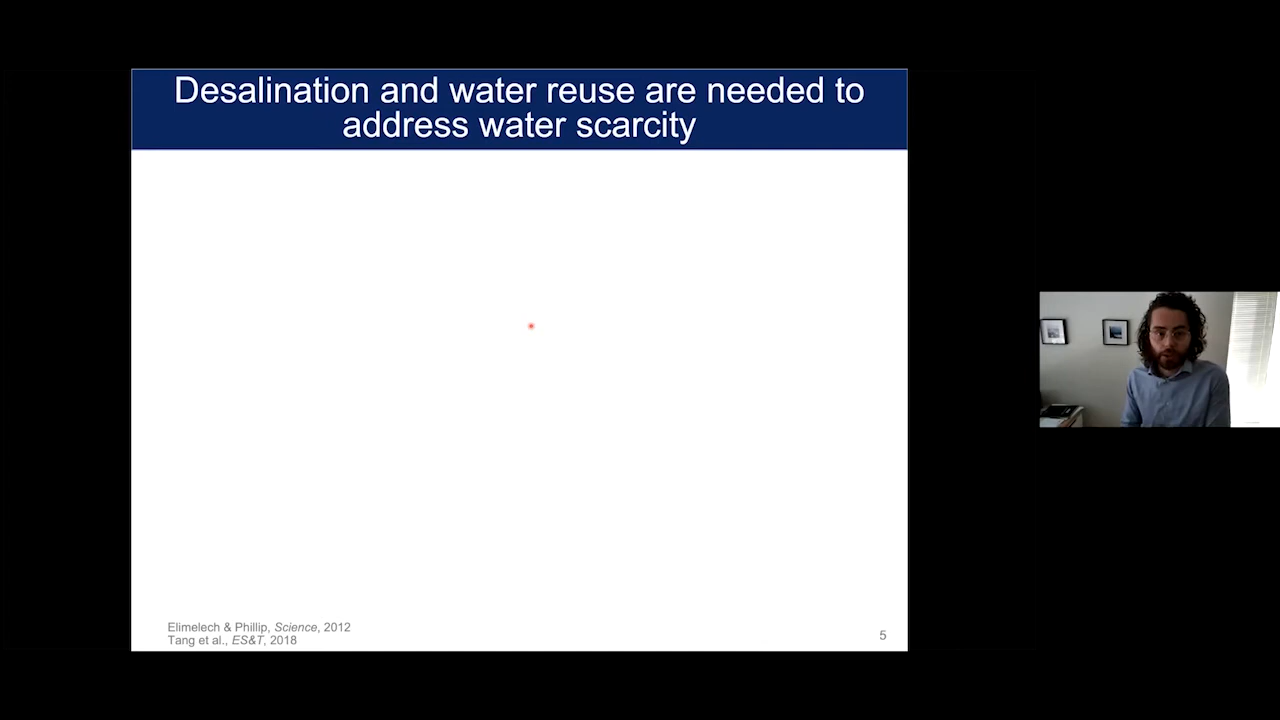 Desalination and water reuse are needed to
address water scarcity
Elimelech & Phillip, Science, 2012
Tang et al., ES&T, 2018
5